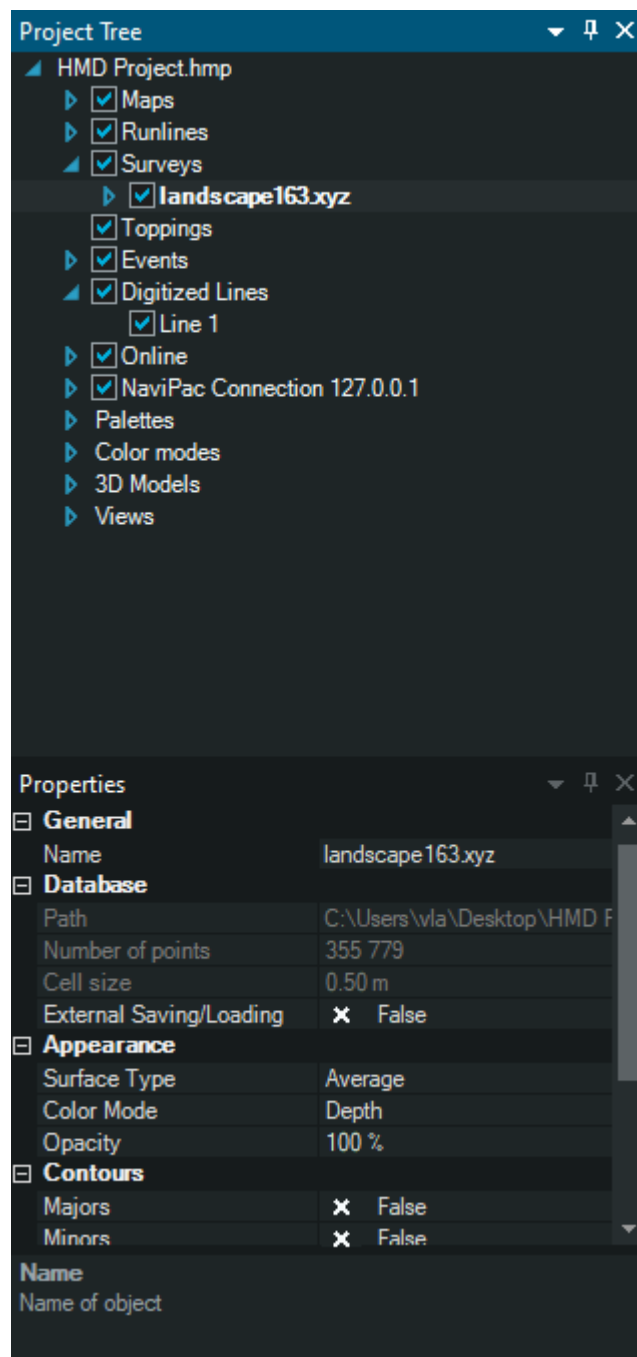 Project Tree
HMD Project.hmp
Maps
Runlines
Surveys
landscape163.xyz
Toppings
Events
Digitized Lines
Line 1
Online
NaviPac Connection 127.0.0.1
Palettes
Color modes
3D Models
Views
Properties
General
Name landscape163.xyz
Database
Path C:\Users\vla\Desktop\HMD P
Number of points 355 779
Cell size 0.50 m
External Saving/Loading False
Appearance
Surface Type Average
Color Mode Depth
Opacity 100 %
Contours
Majors False
Minors False
Name
Name of object